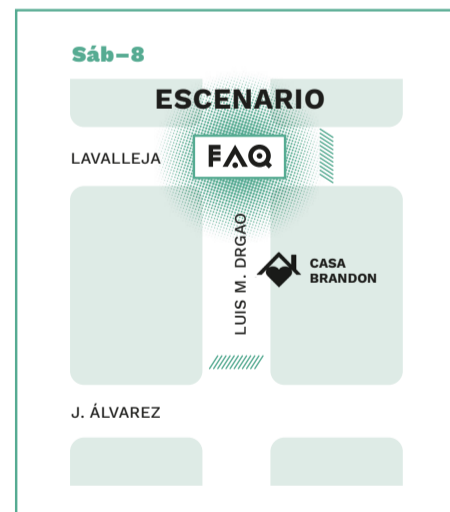 Sáb–8
ESCENARIO
LAVALLEJA
FAQ
LUIS M. DRGAO
CASA
BRANDON
J. ÁLVAREZ